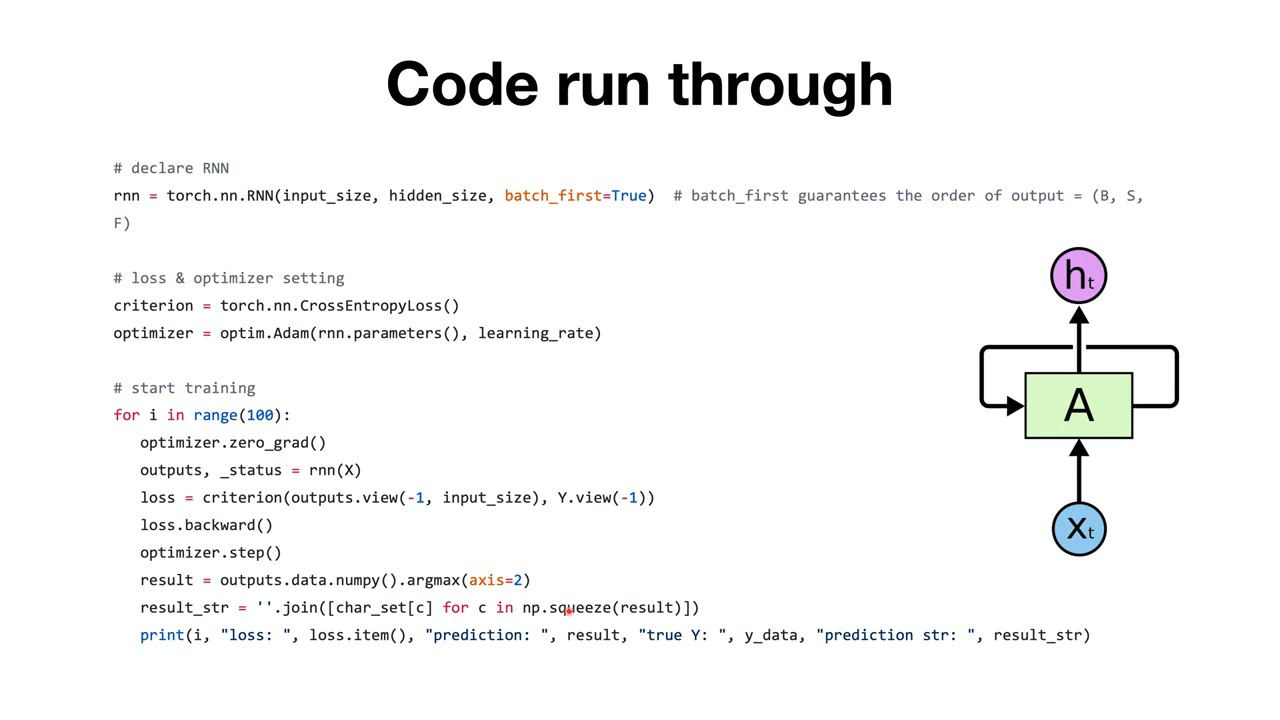 Code run through
# declare RNN
rnn = torch.nn.RNN(input_size, hidden_size, batch_first=True)  # batch_first guarantees the order of output = (B, S,
F)
# loss & optimizer setting
criterion = torch.nn.CrossEntropyLoss()
optimizer = optim.Adam(rnn.parameters(), learning_rate)
# start training
for i in range(100):
   optimizer.zero_grad()
   outputs, _status = rnn(X)
   loss = criterion(outputs.view(-1, input_size), Y.view(-1))
   loss.backward()
   optimizer.step()
   result = outputs.data.numpy().argmax(axis=2)
   result_str = ''.join([char_set[c] for c in np.squeeze(result)])
   print(i, "loss: ", loss.item(), "prediction: ", result, "true Y: ", y_data, "prediction str: ", result_str)
ht
A
Xt